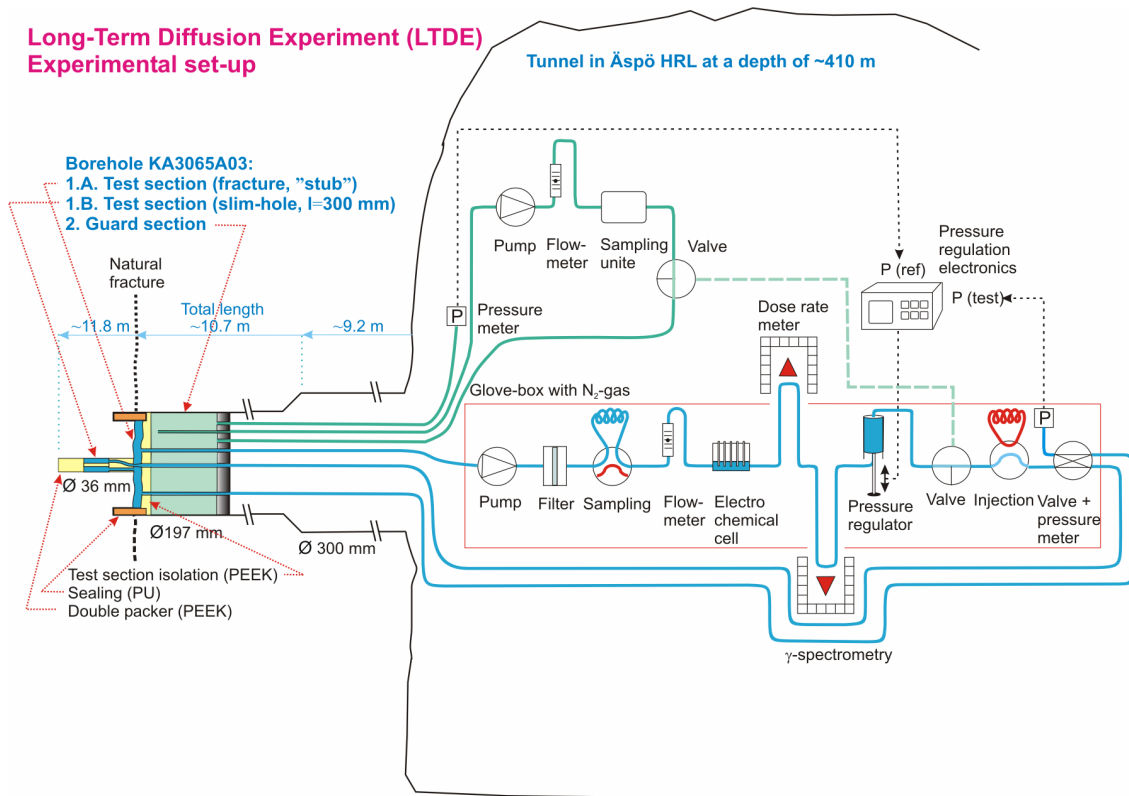 Long-Term Diffusion Experiment (LTDE)
Experimental set-up
Tunnel in Äspö HRL at a depth of ~410 m
Borehole KA3065A03:
1.A. Test section (fracture, ”stub”)
1.B. Test section (slim-hole, l=300 mm)
2. Guard section
Natural
fracture
Total length
~11.8 m
~10.7 m
~9.2 m
Pump
Flow-
meter
Sampling
unite
Valve
P
Pressure
meter
Pressure
regulation
electronics
P (ref)
P (test)
Dose rate
meter
Glove-box with N2-gas
P
Pump
Filter
Sampling
Flow-
meter
Electro
chemical
cell
Pressure
regulator
Valve
Injection
Valve +
pressure
meter
Ø 36 mm
Ø197 mm
Ø 300 mm
Test section isolation (PEEK)
Sealing (PU)
Double packer (PEEK)
γ-spectrometry